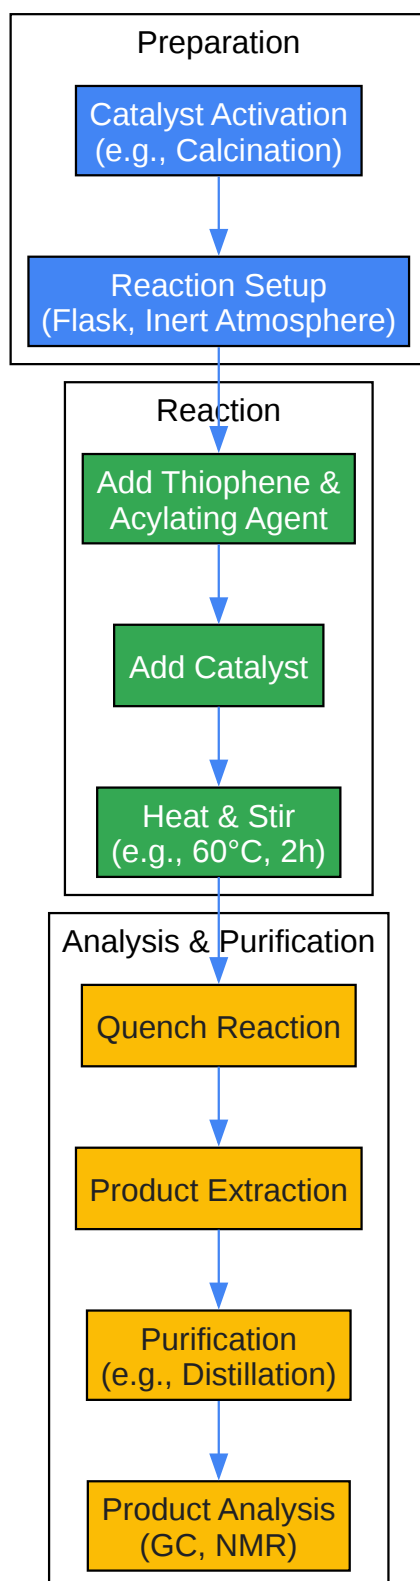 Preparation
Catalyst Activation
(e.g., Calcination)
Reaction Setup
(Flask, Inert Atmosphere)
Reaction
Add Thiophene &
Acylating Agent
Add Catalyst
Heat & Stir
(e.g., 60°C, 2h)
Analysis & Purification
Quench Reaction
Product Extraction
Purification
(e.g., Distillation)
Product Analysis
(GC, NMR)